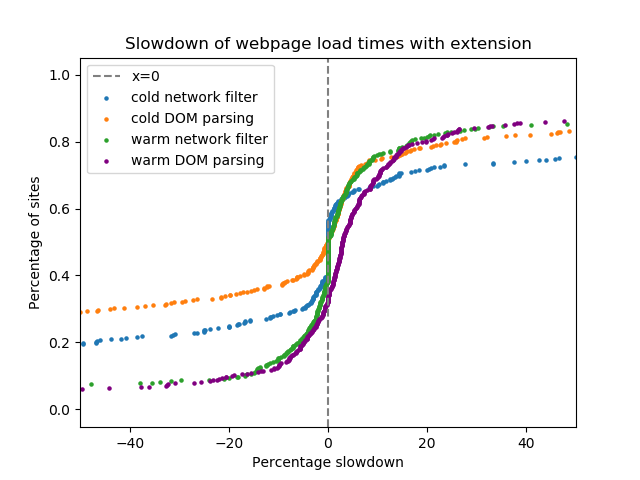 Slowdown of webpage load times with extension
x=0
cold network filter
cold DOM parsing
warm network filter
warm DOM parsing
Percentage of sites
1.0
0.8
0.6
0.4
0.2
0.0
−40 −20 0 20 40
Percentage slowdown